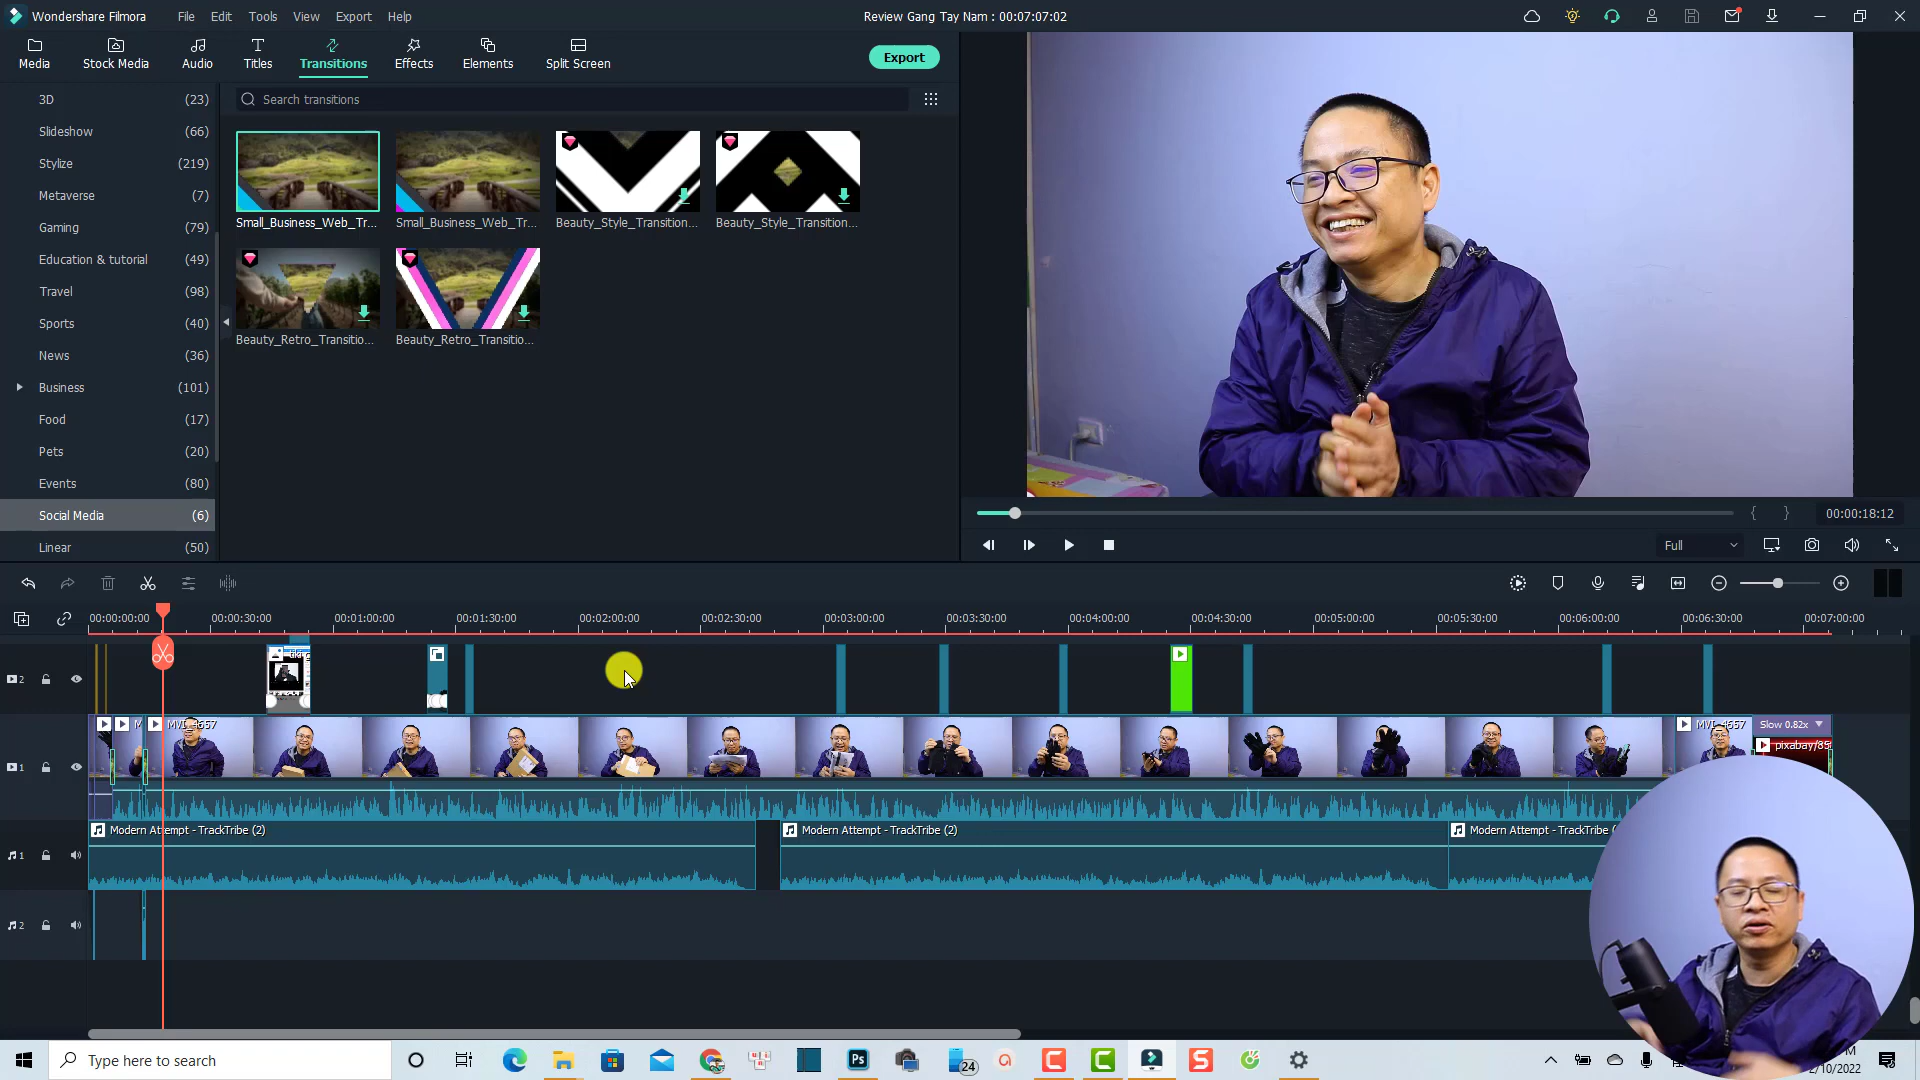 Wondershare Filmora File Edit Tools View Export Help Review Gang Tay Nam : 00:07:07:02
Media Stock Media Audio Titles Transitions Effects Elements Split Screen Export
Search transitions
3D (23)
Slideshow (66)
Stylize (219)
Metaverse (7)
Gaming (79)
Education & tutorial (49)
Travel (98)
Sports (40)
News (36)
Business (101)
Food (17)
Pets (20)
Events (80)
Social Media (6)
Linear (50)
Small_Business_Web_Tr... Small_Business_Web_Tr... Beauty_Style_Transition... Beauty_Style_Transition...
Beauty_Retro_Transitio... Beauty_Retro_Transitio...
00:00:18:12
Full
00:00:00:00 00:00:30:00 00:01:00:00 00:01:30:00 00:02:00:00 00:02:30:00 00:03:00:00 00:03:30:00 00:04:00:00 00:04:30:00 00:05:00:00 00:05:30:00 00:06:00:00 00:06:30:00 00:07:00:00
2
1 M MVI_4657 MVI_4657 Slow 0.82x
pixabay/85
Modern Attempt - TrackTribe (2) Modern Attempt - TrackTribe (2) Modern Attempt - TrackTribe (
1
2
Type here to search
Ps
24
M
2/10/2022